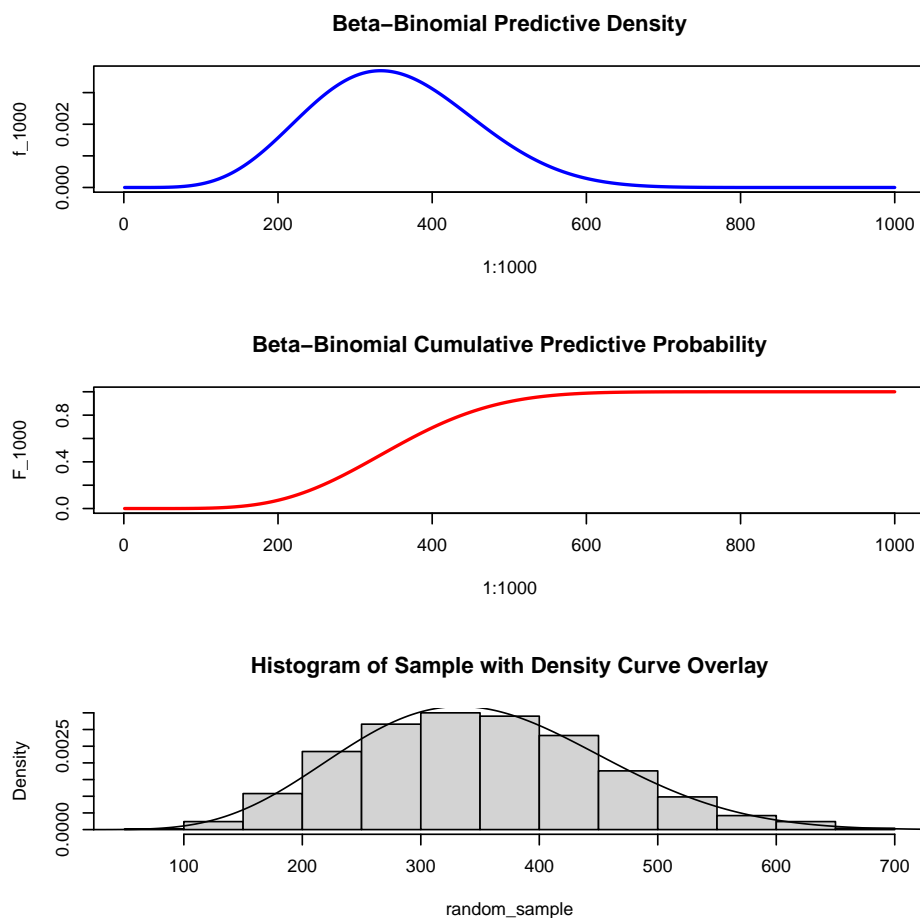 Beta−Binomial Predictive Density
f_1000
0.002
0.000
0 200 400 600 800 1000
1:1000
Beta−Binomial Cumulative Predictive Probability
F_1000
0.8
0.4
0.0
0 200 400 600 800 1000
1:1000
Histogram of Sample with Density Curve Overlay
Density
0.0025
0.0000
100 200 300 400 500 600 700
random_sample